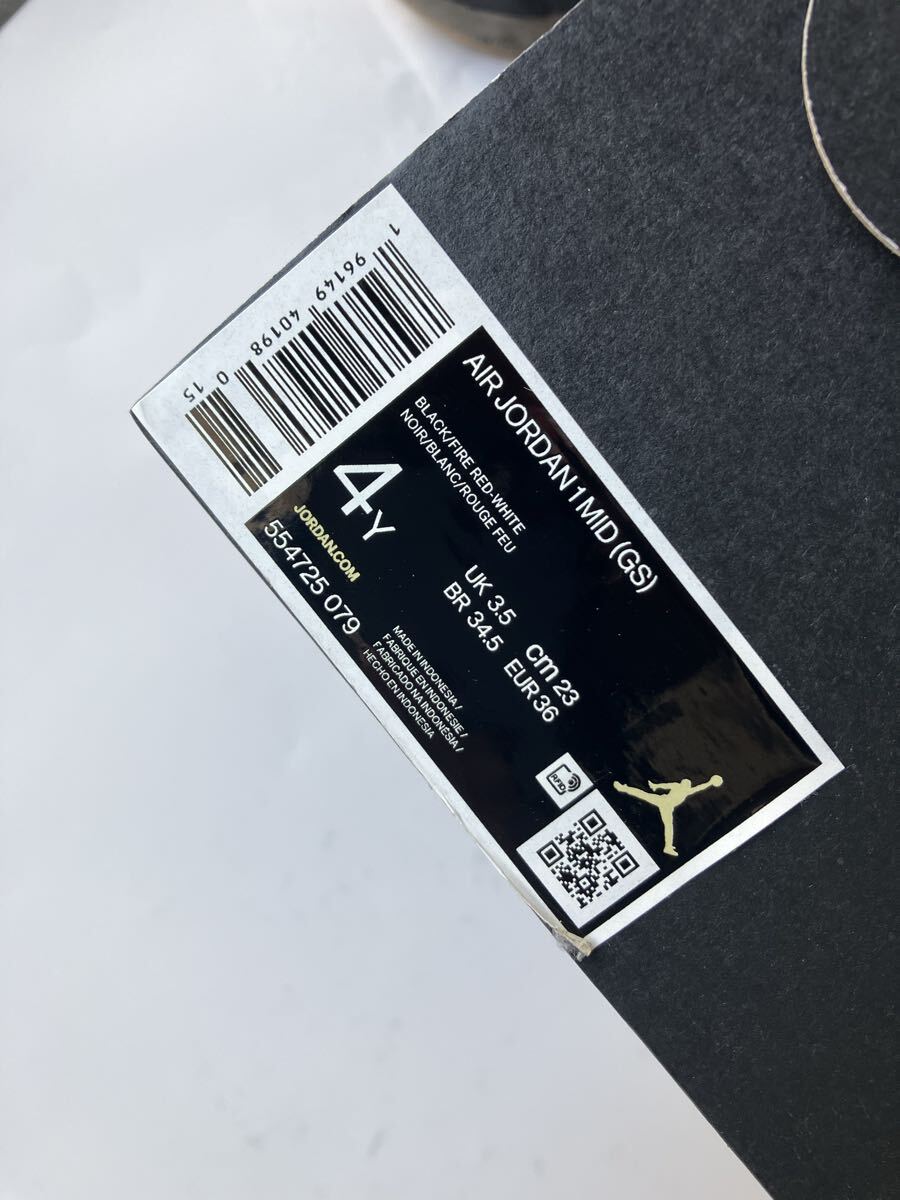 AIR JORDAN 1 MID (GS)
BLACK/FIRE RED-WHITE
NOIR/BLANC/ROUGE FEU
4Y
UK 3.5 cm 23
BR 34.5 EUR 36
JORDAN.COM
554725 079
MADE IN INDONESIA /
FABRIQUE EN INDONESIE /
FABRICADO NA INDONÉSIA /
HECHO EN INDONESIA
RFID
1 96149 40198 0 15